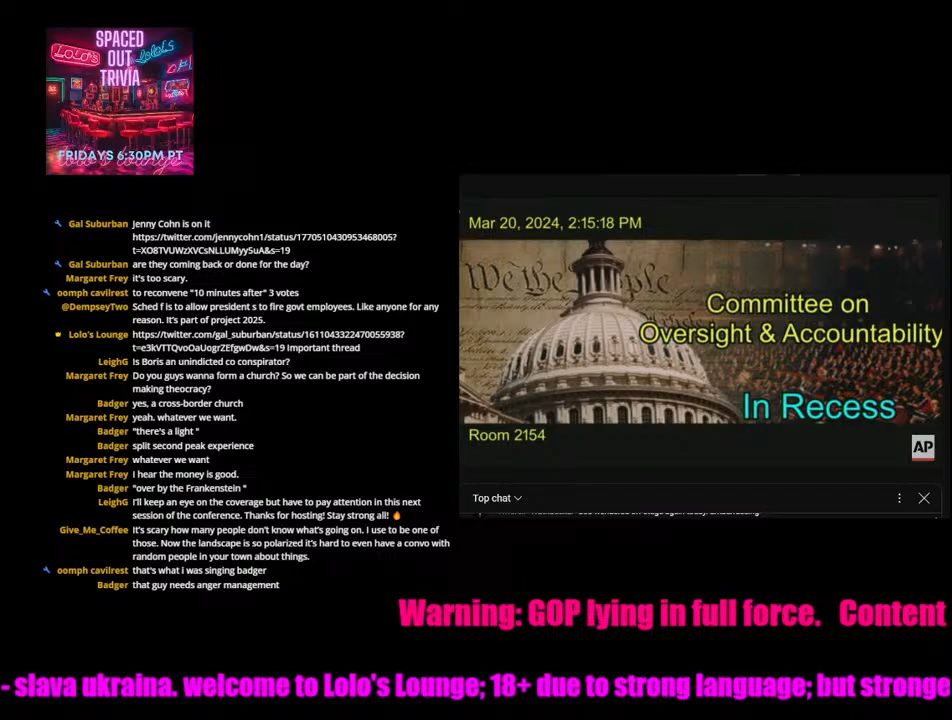 SPACED
OUT
TRIVIA
LOLO'S
LOLO'S
FRIDAYS 6:30PM PT
lolo's lounge
Gal Suburban Jenny Cohn is on it
https://twitter.com/jennycohn1/status/1770510430953468005?
t=XO8TVUWzXVCsNLLUMyy5uA&s=19
Gal Suburban are they coming back or done for the day?
Margaret Frey it's too scary.
oomph cavilrest to reconvene "10 minutes after" 3 votes
@DempseyTwo Sched f is to allow president s to fire govt employees. Like anyone for any
reason. It's part of project 2025.
Lolo's Lounge https://twitter.com/gal_suburban/status/1611043322470055938?
t=e3kVTTQvoOaUogrZEfgwDw&s=19 Important thread
LeighG Is Boris an unindicted co conspirator?
Margaret Frey Do you guys wanna form a church? So we can be part of the decision
making theocracy?
Badger yes, a cross-border church
Margaret Frey yeah. whatever we want.
Badger "there's a light "
Badger split second peak experience
Margaret Frey whatever we want
Margaret Frey I hear the money is good.
Badger "over by the Frankenstein "
LeighG I'll keep an eye on the coverage but have to pay attention in this next
session of the conference. Thanks for hosting! Stay strong all! 🔥
Give_Me_Coffee It's scary how many people don't know what's going on. I use to be one of
those. Now the landscape is so polarized it's hard to even have a convo with
random people in your town about things.
oomph cavilrest that's what i was singing badger
Badger that guy needs anger management
Mar 20, 2024, 2:15:18 PM
We the People
Committee on
Oversight & Accountability
In Recess
Room 2154
AP
Top chat
Warning: GOP lying in full force. Content
- slava ukraina. welcome to Lolo's Lounge; 18+ due to strong language; but stronge